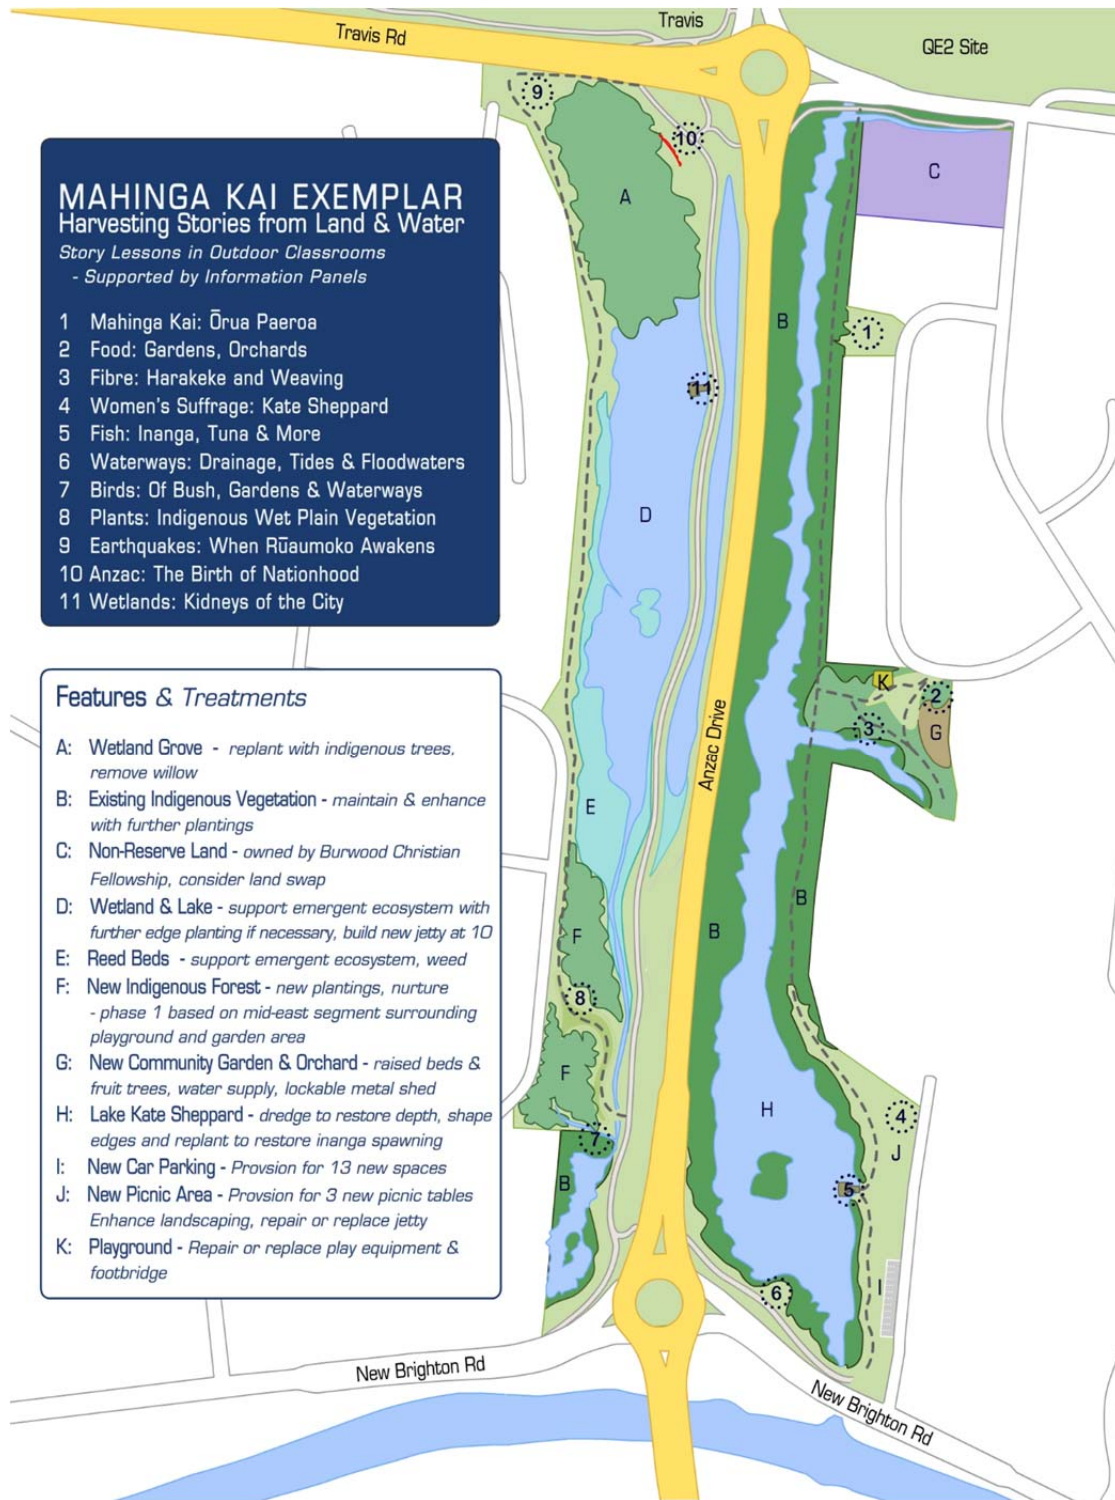 Travis
Travis Rd
QE2 Site
MAHINGA KAI EXEMPLAR
Harvesting Stories from Land & Water
Story Lessons in Outdoor Classrooms
- Supported by Information Panels
1 Mahinga Kai: Ōrua Paeroa
2 Food: Gardens, Orchards
3 Fibre: Harakeke and Weaving
4 Women's Suffrage: Kate Sheppard
5 Fish: Inanga, Tuna & More
6 Waterways: Drainage, Tides & Floodwaters
7 Birds: Of Bush, Gardens & Waterways
8 Plants: Indigenous Wet Plain Vegetation
9 Earthquakes: When Rūaumoko Awakens
10 Anzac: The Birth of Nationhood
11 Wetlands: Kidneys of the City
Features & Treatments
A: Wetland Grove - replant with indigenous trees,
remove willow
B: Existing Indigenous Vegetation - maintain & enhance
with further plantings
C: Non-Reserve Land - owned by Burwood Christian
Fellowship, consider land swap
D: Wetland & Lake - support emergent ecosystem with
further edge planting if necessary, build new jetty at 10
E: Reed Beds - support emergent ecosystem, weed
F: New Indigenous Forest - new plantings, nurture
- phase 1 based on mid-east segment surrounding
playground and garden area
G: New Community Garden & Orchard - raised beds &
fruit trees, water supply, lockable metal shed
H: Lake Kate Sheppard - dredge to restore depth, shape
edges and replant to restore inanga spawning
I: New Car Parking - Provsion for 13 new spaces
J: New Picnic Area - Provsion for 3 new picnic tables
Enhance landscaping, repair or replace jetty
K: Playground - Repair or replace play equipment &
footbridge
9
10
A
C
B
1
11
D
K
2
3
G
Anzac Drive
E
B
B
F
8
F
H
4
J
7
B
5
I
6
New Brighton Rd
New Brighton Rd